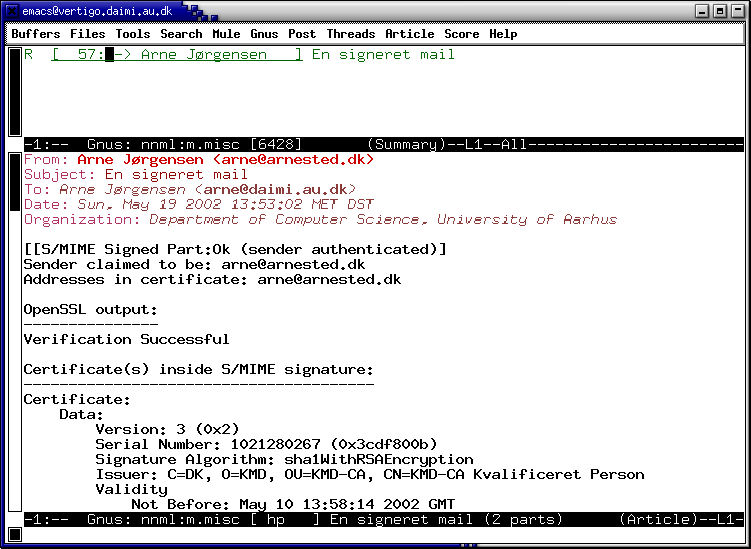 emacs@vertigo.daimi.au.dk
Buffers Files Tools Search Mule Gnus Post Threads Article Score Help
R  [  57: -> Arne Jørgensen   ] En signeret mail
-1:--  Gnus: nnml:m.misc [6428]       (Summary)--L1--All------------------------
From: Arne Jørgensen <arne@arnested.dk>
Subject: En signeret mail
To: Arne Jørgensen <arne@daimi.au.dk>
Date: Sun, May 19 2002 13:53:02 MET DST
Organization: Department of Computer Science, University of Aarhus
[[S/MIME Signed Part:Ok (sender authenticated)]
Sender claimed to be: arne@arnested.dk
Addresses in certificate: arne@arnested.dk
OpenSSL output:
---------------
Verification Successful
Certificate(s) inside S/MIME signature:
---------------------------------------
Certificate:
    Data:
        Version: 3 (0x2)
        Serial Number: 1021280267 (0x3cdf800b)
        Signature Algorithm: sha1WithRSAEncryption
        Issuer: C=DK, O=KMD, OU=KMD-CA, CN=KMD-CA Kvalificeret Person
        Validity
            Not Before: May 10 13:58:14 2002 GMT
-1:--  Gnus: nnml:m.misc [ hp   ] En signeret mail (2 parts)      (Article)--L1-